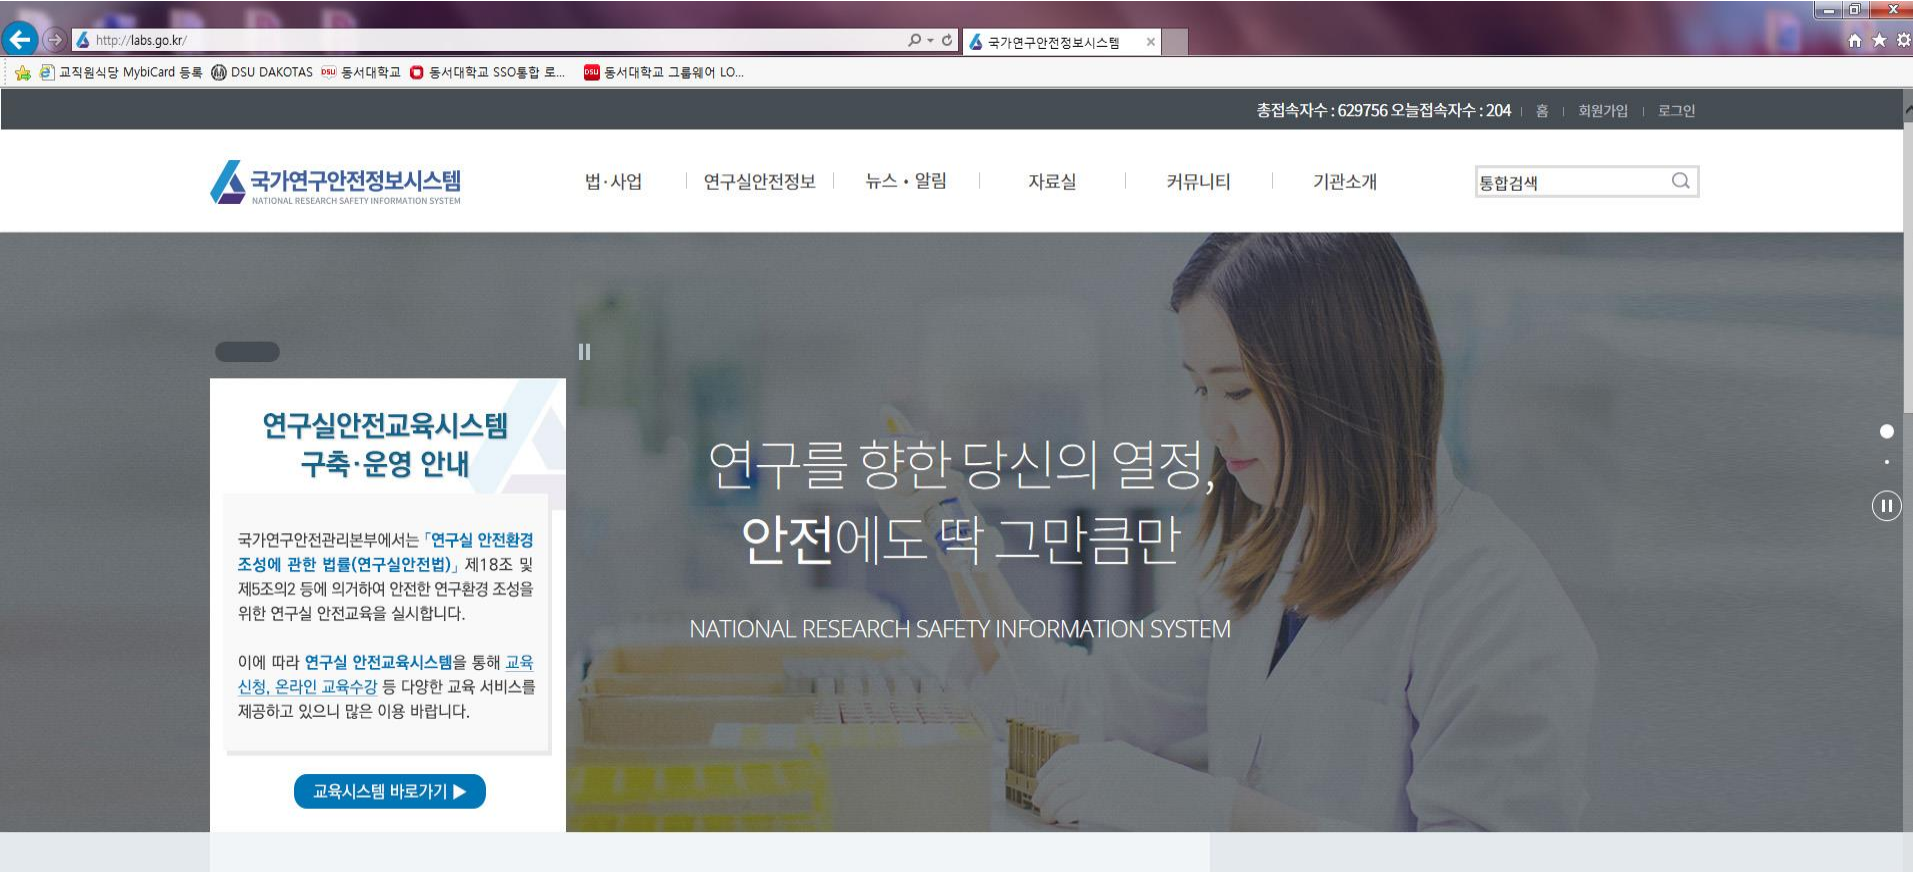 http://labs.go.kr/
국가연구안전정보시스템
교직원식당 MybiCard 등록 DSU DAKOTAS 동서대학교 동서대학교 SSO통합 로... 동서대학교 그룹웨어 LO...
총접속자수 : 629756 오늘접속자수 : 204 홈 회원가입 로그인
국가연구안전정보시스템
NATIONAL RESEARCH SAFETY INFORMATION SYSTEM
법·사업 연구실안전정보 뉴스·알림 자료실 커뮤니티 기관소개 통합검색
연구실안전교육시스템
구축·운영 안내
국가연구안전관리본부에서는 「연구실 안전환경
조성에 관한 법률(연구실안전법)」 제18조 및
제5조의2 등에 의거하여 안전한 연구환경 조성을
위한 연구실 안전교육을 실시합니다.
이에 따라 연구실 안전교육시스템을 통해 교육
신청, 온라인 교육수강 등 다양한 교육 서비스를
제공하고 있으니 많은 이용 바랍니다.
교육시스템 바로가기 ▶
연구를 향한 당신의 열정,
안전에도 딱 그만큼만
NATIONAL RESEARCH SAFETY INFORMATION SYSTEM